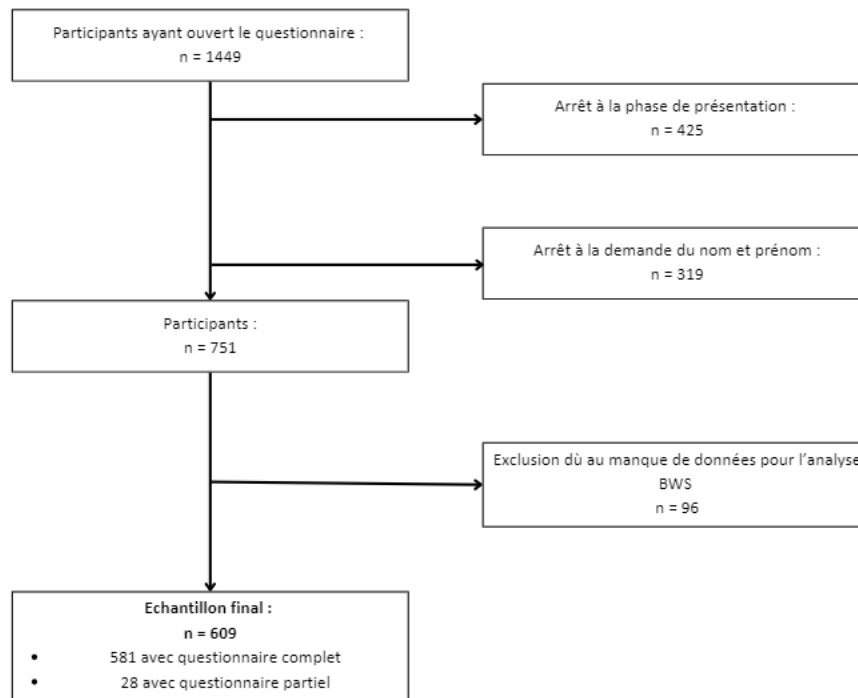 Participants ayant ouvert le questionnaire :
n = 1449
Arrêt à la phase de présentation :
n = 425
Arrêt à la demande du nom et prénom :
n = 319
Participants :
n = 751
Exclusion dù au manque de données pour l'analyse
BWS
n = 96
Echantillon final :
n = 609
• 581 avec questionnaire complet
• 28 avec questionnaire partiel